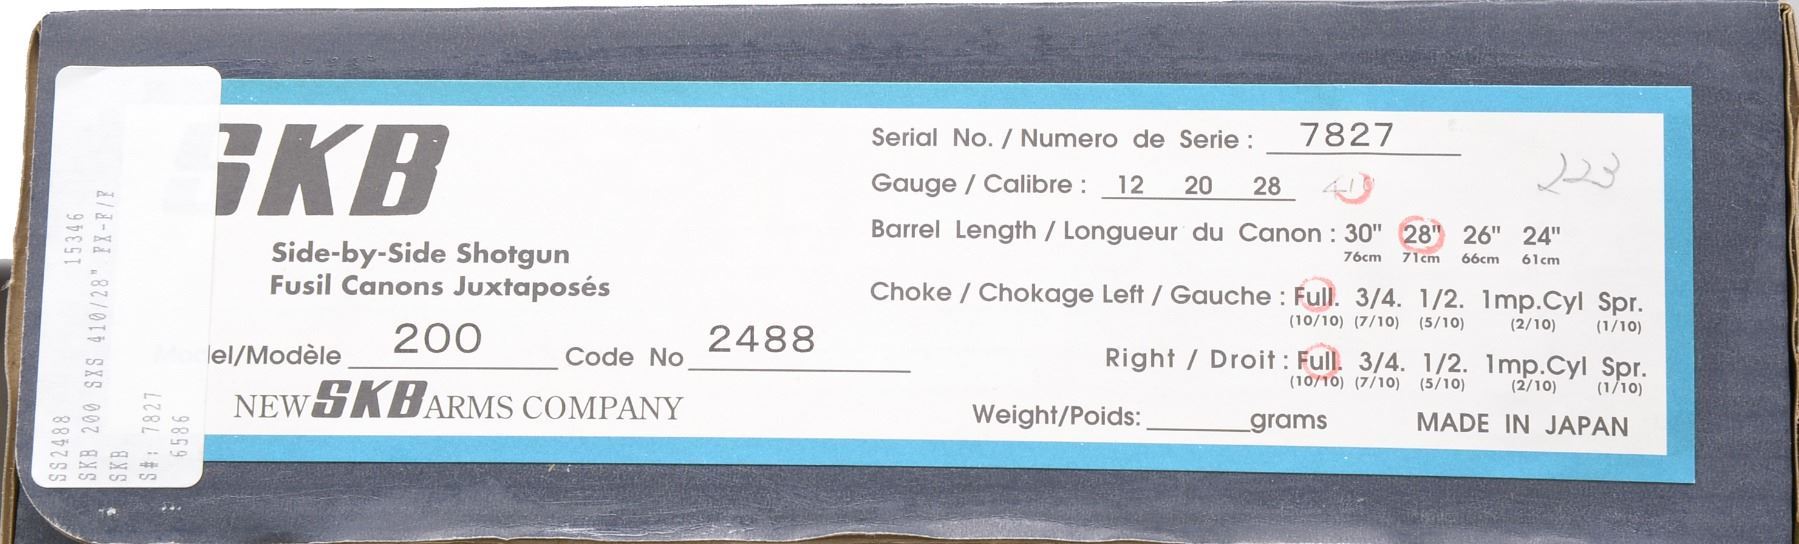 SS2488 15346
SKB 200 SXS 410/28" FX-F/F
SKB
S#: 7827
6586
SKB
Side-by-Side Shotgun
Fusil Canons Juxtaposés
Model/Modèle 200 Code No 2488
NEW SKB ARMS COMPANY
Serial No. / Numero de Serie : 7827
223
Gauge / Calibre : 12 20 28 410
Barrel Length / Longueur du Canon : 30" 28" 26" 24"
76cm 71cm 66cm 61cm
Choke / Chokage Left / Gauche : Full. 3/4. 1/2. 1mp.Cyl Spr.
(10/10) (7/10) (5/10) (2/10) (1/10)
Right / Droit : Full. 3/4. 1/2. 1mp.Cyl Spr.
(10/10) (7/10) (5/10) (2/10) (1/10)
Weight/Poids: grams MADE IN JAPAN